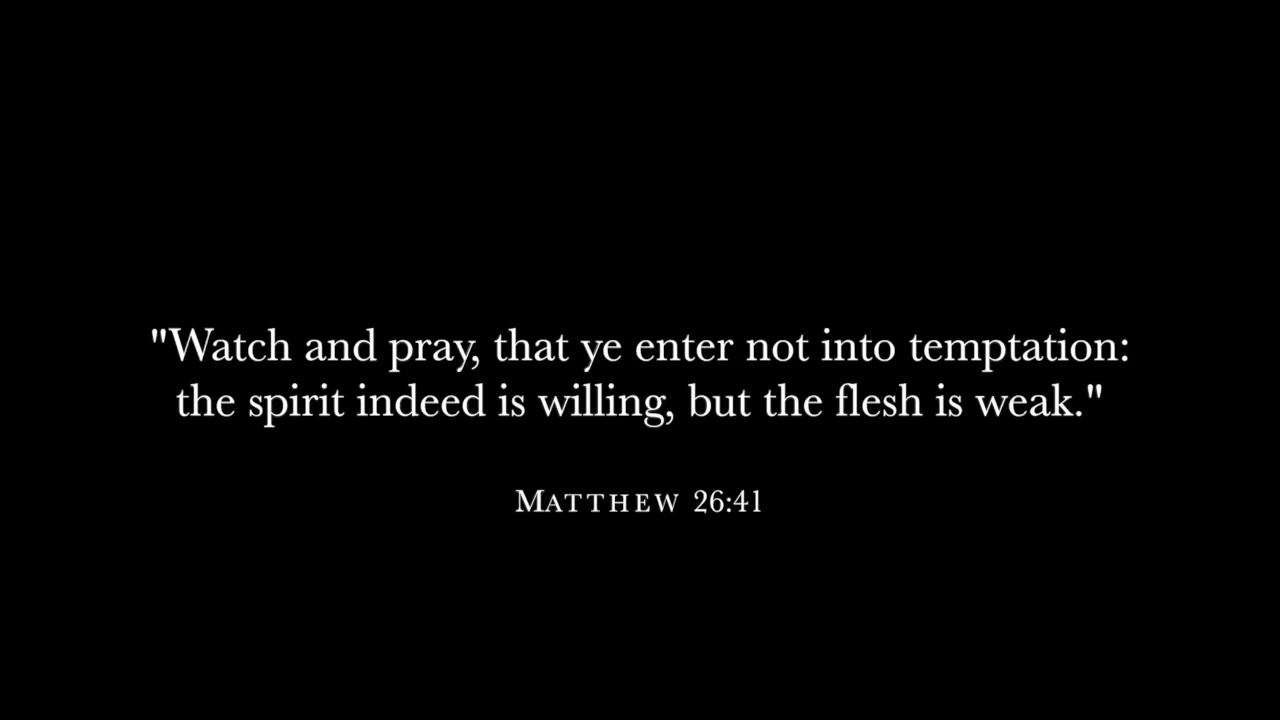 "Watch and pray, that ye enter not into temptation:
the spirit indeed is willing, but the flesh is weak."
MATTHEW 26:41